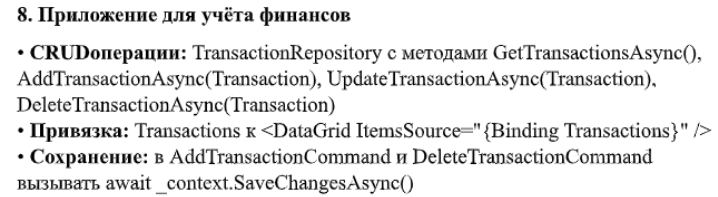 8. Приложение для учёта финансов
• CRUDоперации: TransactionRepository с методами GetTransactionsAsync(),
AddTransactionAsync(Transaction), UpdateTransactionAsync(Transaction),
DeleteTransactionAsync(Transaction)
• Привязка: Transactions к <DataGrid ItemsSource="{Binding Transactions}" />
• Сохранение: в AddTransactionCommand и DeleteTransactionCommand
вызывать await _context.SaveChangesAsync()